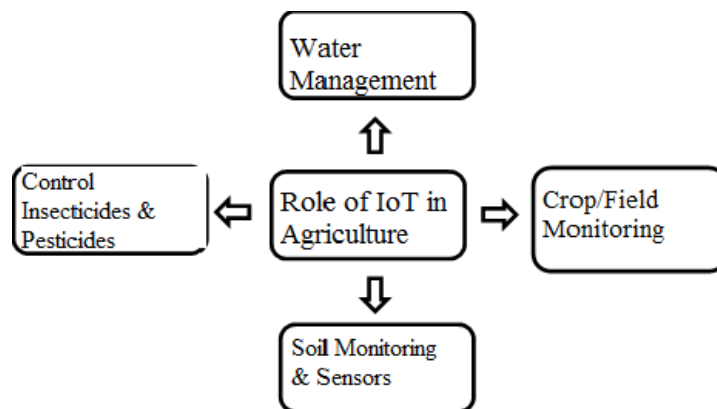 Water
Management
Control
Insecticides &
Pesticides
Role of IoT in
Agriculture
Crop/Field
Monitoring
Soil Monitoring
& Sensors